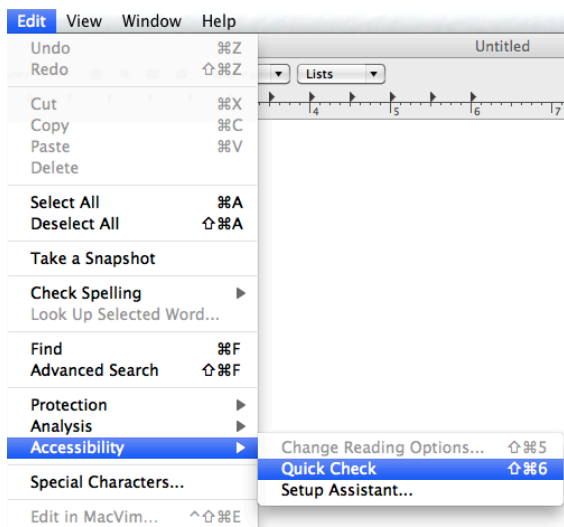 Edit View Window Help
Untitled
Undo ⌘Z
Redo ⇧⌘Z
Lists
Cut ⌘X
4 5 6 7
Copy ⌘C
Paste ⌘V
Delete
Select All ⌘A
Deselect All ⇧⌘A
Take a Snapshot
Check Spelling
Look Up Selected Word...
Find ⌘F
Advanced Search ⇧⌘F
Protection
Analysis
Accessibility
Change Reading Options... ⇧⌘5
Quick Check ⇧⌘6
Setup Assistant...
Special Characters...
Edit in MacVim... ^⇧⌘E